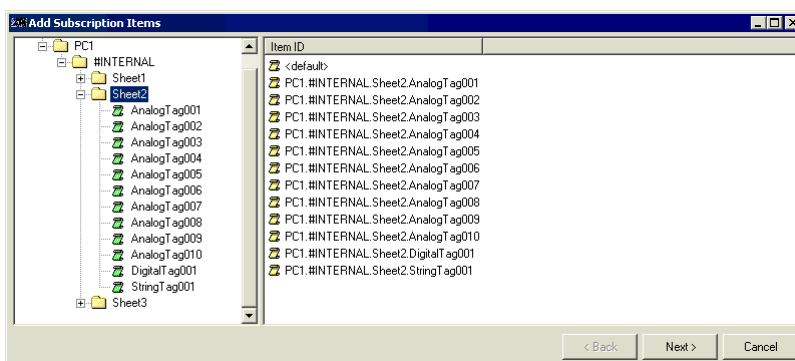 Add Subscription Items
PC1
#INTERNAL
Sheet1
Sheet2
AnalogTag001
AnalogTag002
AnalogTag003
AnalogTag004
AnalogTag005
AnalogTag006
AnalogTag007
AnalogTag008
AnalogTag009
AnalogTag010
DigitalTag001
StringTag001
Sheet3
Item ID
<default>
PC1.#INTERNAL.Sheet2.AnalogTag001
PC1.#INTERNAL.Sheet2.AnalogTag002
PC1.#INTERNAL.Sheet2.AnalogTag003
PC1.#INTERNAL.Sheet2.AnalogTag004
PC1.#INTERNAL.Sheet2.AnalogTag005
PC1.#INTERNAL.Sheet2.AnalogTag006
PC1.#INTERNAL.Sheet2.AnalogTag007
PC1.#INTERNAL.Sheet2.AnalogTag008
PC1.#INTERNAL.Sheet2.AnalogTag009
PC1.#INTERNAL.Sheet2.AnalogTag010
PC1.#INTERNAL.Sheet2.DigitalTag001
PC1.#INTERNAL.Sheet2.StringTag001
< Back
Next >
Cancel